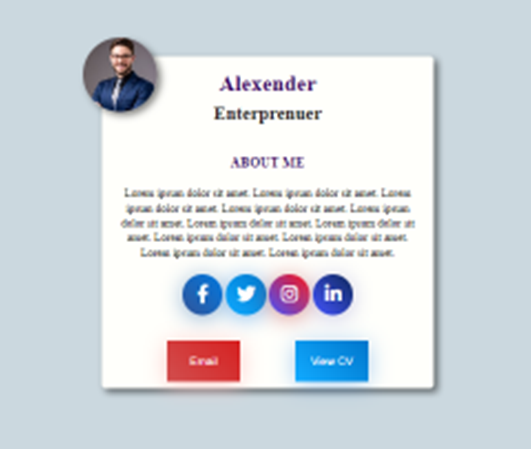 Alexender
Enterprenuer
ABOUT ME
Lorem ipsum dolor sit amet. Lorem ipsum dolor sit amet. Lorem
ipsum dolor sit amet. Lorem ipsum dolor sit amet. Lorem ipsum
dolor sit amet. Lorem ipsum dolor sit amet. Lorem ipsum dolor sit
amet. Lorem ipsum dolor sit amet. Lorem ipsum dolor sit amet.
Lorem ipsum dolor sit amet. Lorem ipsum dolor sit amet.
f
in
Email
View CV